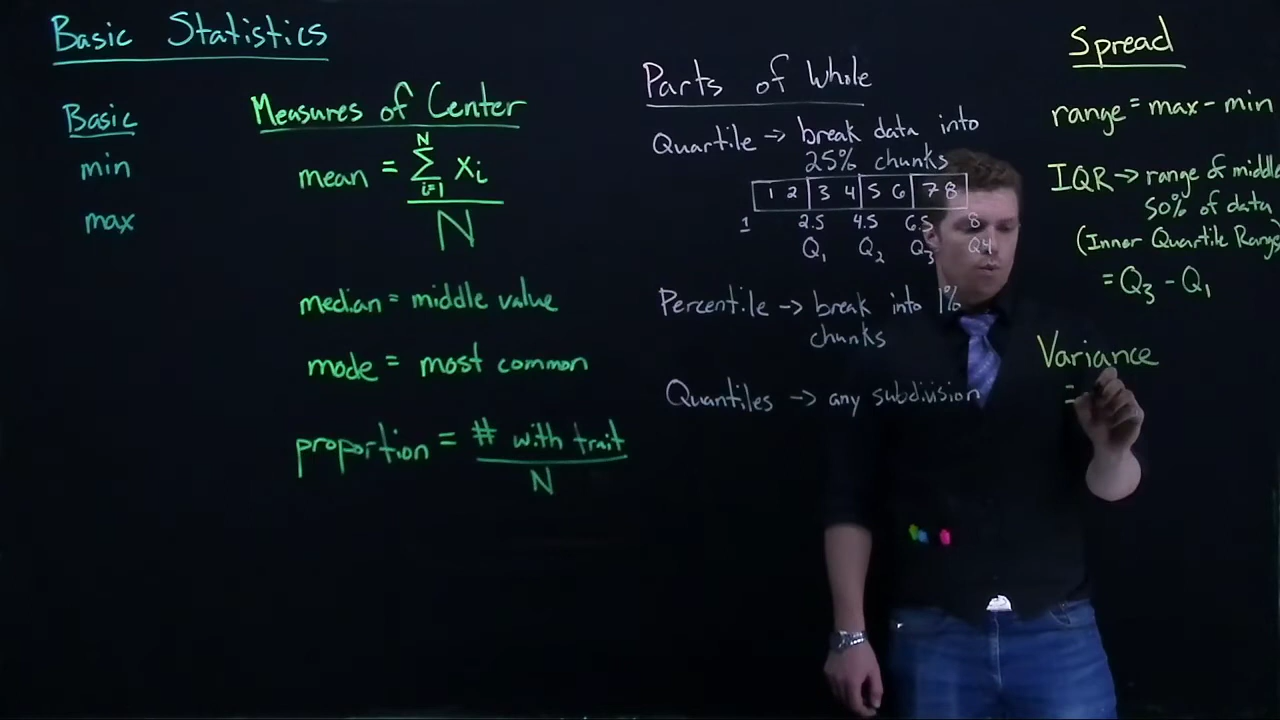 Basic Statistics
Basic
min
max
Measures of Center
mean = N∑i=1 xi / N
median = middle value
mode = most common
proportion = # with trait / N
Parts of Whole
Quartile → break data into
25% chunks
1 2 | 3 4 | 5 6 | 7 8
1 2.5 4.5 6.5 8
Q1 Q2 Q3 Q4
Percentile → break into 1%
chunks
Quantiles → any subdivision
Spread
range = max - min
IQR → range of middle
50% of data
(Inner Quartile Range
= Q3 - Q1
Variance
=